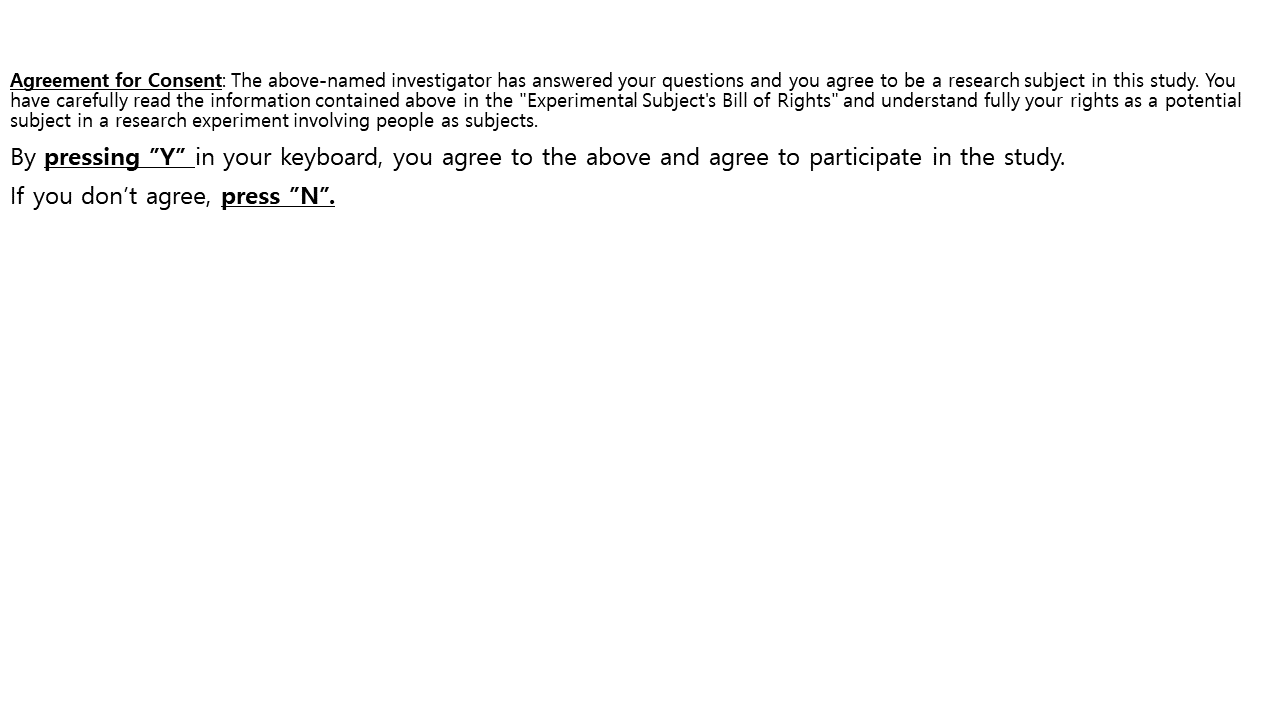 Agreement for Consent: The above-named investigator has answered your questions and you agree to be a research subject in this study. You
have carefully read the information contained above in the "Experimental Subject's Bill of Rights" and understand fully your rights as a potential
subject in a research experiment involving people as subjects.
By pressing ”Y” in your keyboard, you agree to the above and agree to participate in the study.
If you don’t agree, press ”N”.